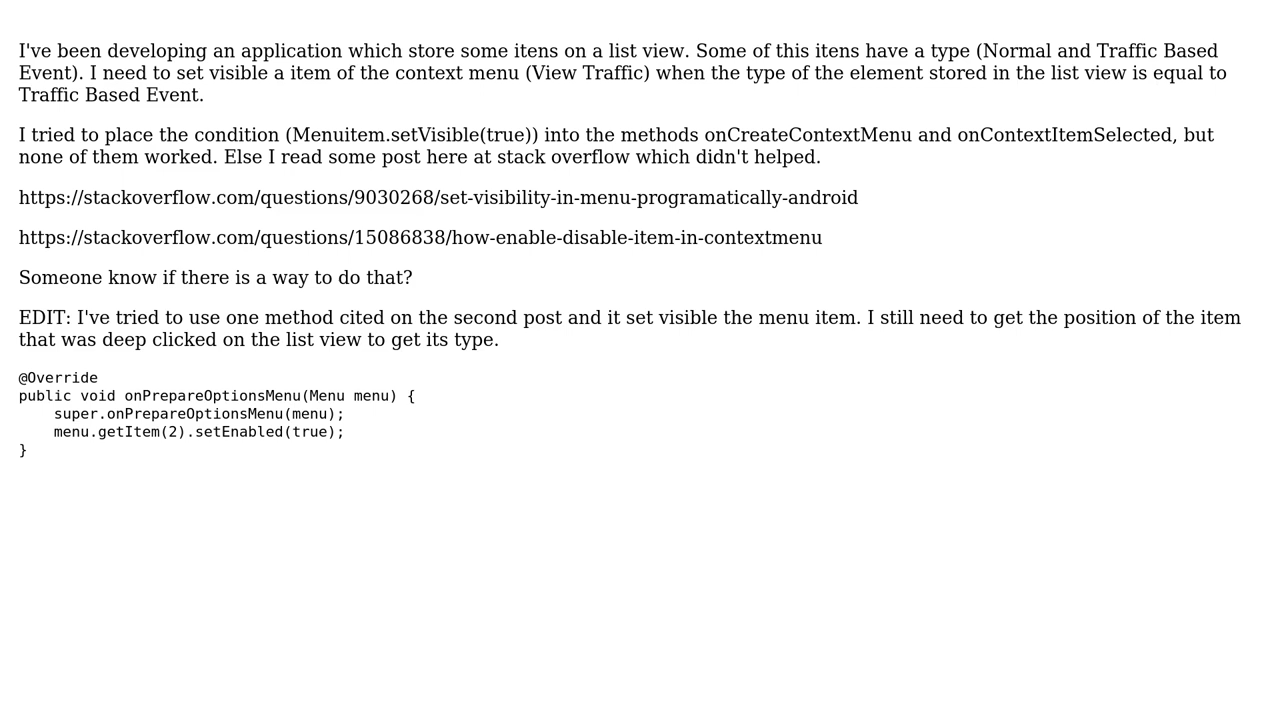 I've been developing an application which store some itens on a list view. Some of this itens have a type (Normal and Traffic Based
Event). I need to set visible a item of the context menu (View Traffic) when the type of the element stored in the list view is equal to
Traffic Based Event.
I tried to place the condition (Menuitem.setVisible(true)) into the methods onCreateContextMenu and onContextItemSelected, but
none of them worked. Else I read some post here at stack overflow which didn't helped.
https://stackoverflow.com/questions/9030268/set-visibility-in-menu-programatically-android
https://stackoverflow.com/questions/15086838/how-enable-disable-item-in-contextmenu
Someone know if there is a way to do that?
EDIT: I've tried to use one method cited on the second post and it set visible the menu item. I still need to get the position of the item
that was deep clicked on the list view to get its type.
@Override
public void onPrepareOptionsMenu(Menu menu) {
    super.onPrepareOptionsMenu(menu);
    menu.getItem(2).setEnabled(true);
}